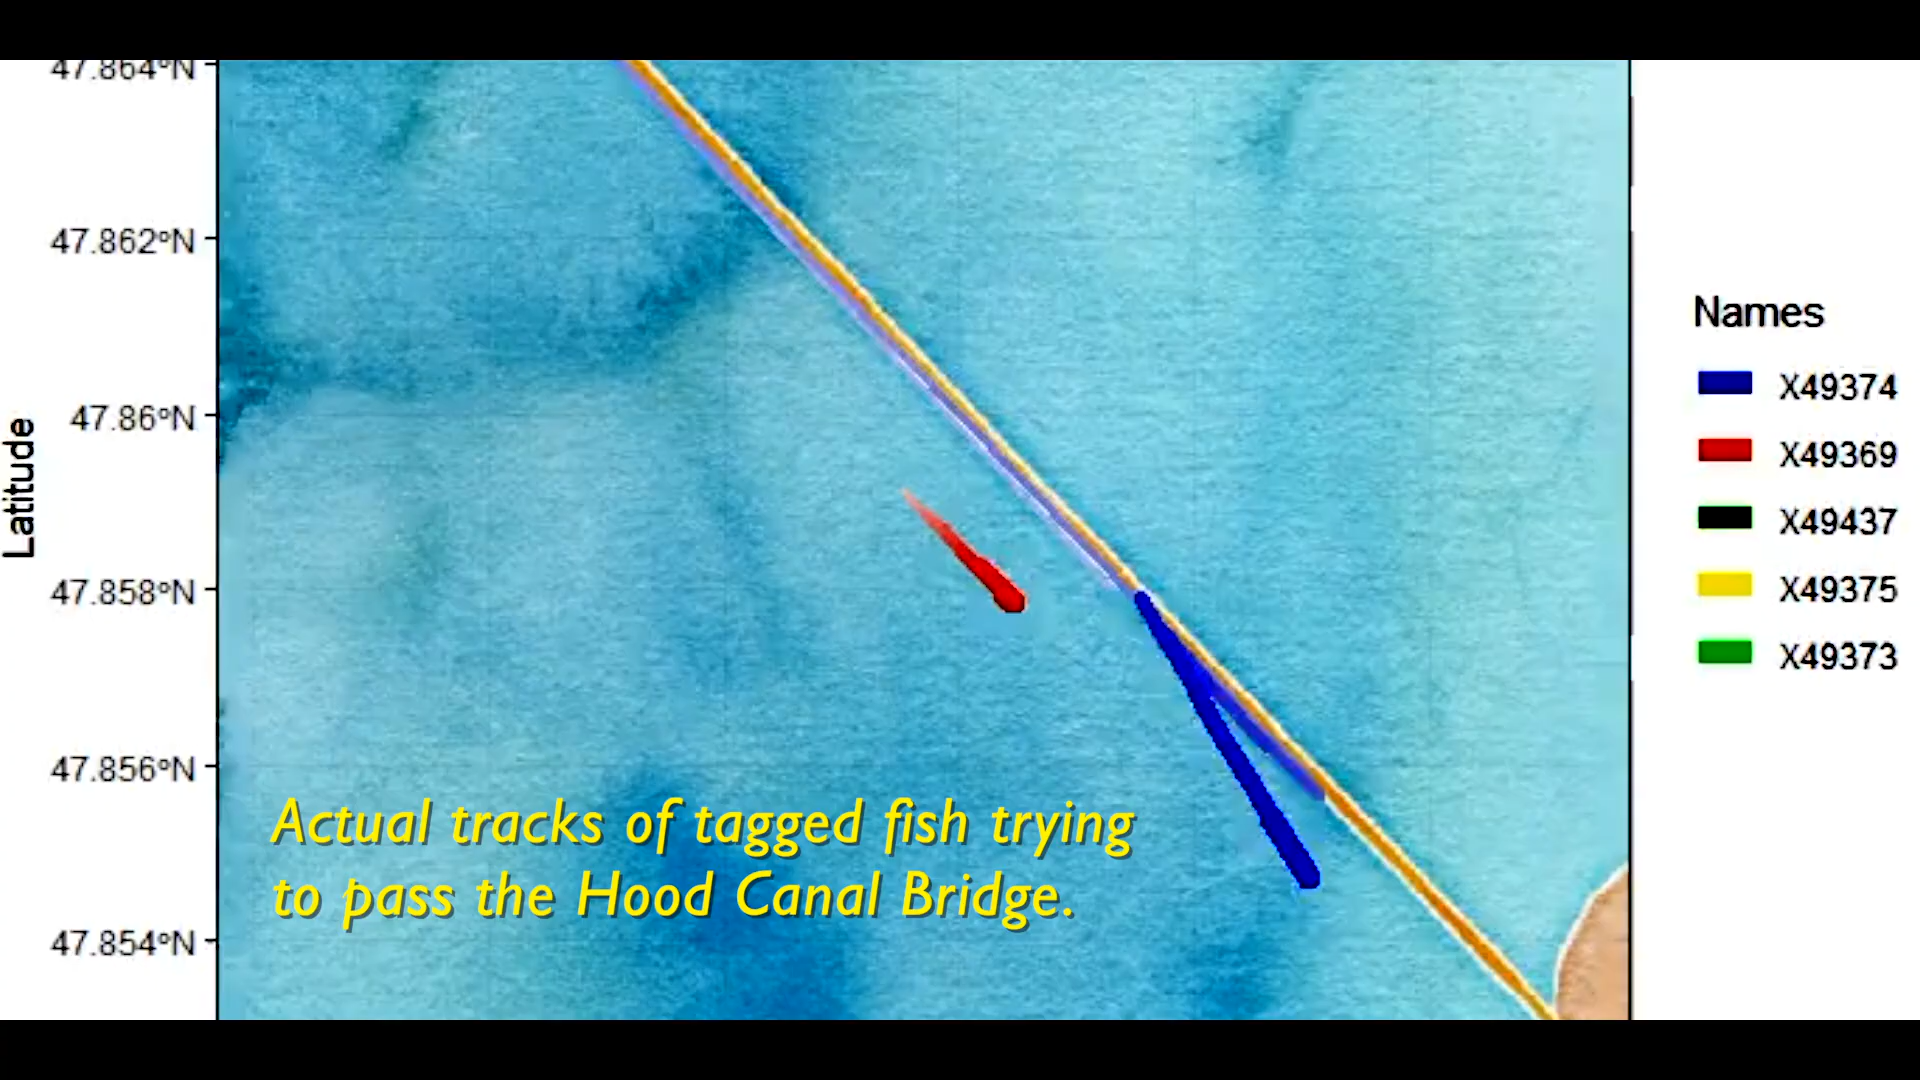 47.864°N
47.862°N
47.86°N
47.858°N
47.856°N
47.854°N
Latitude
Names
X49374
X49369
X49437
X49375
X49373
Actual tracks of tagged fish trying
to pass the Hood Canal Bridge.